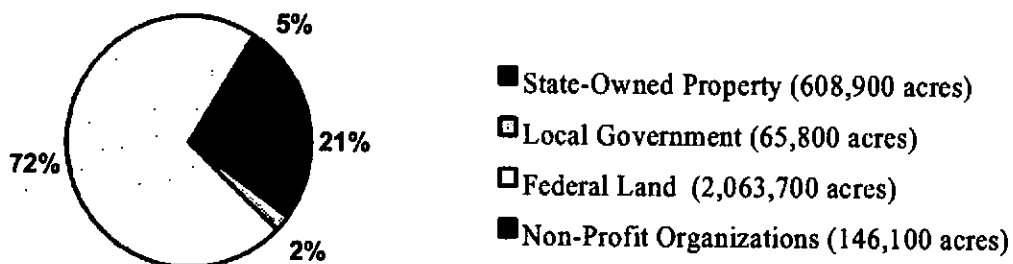 5%
72%
21%
2%
State-Owned Property (608,900 acres)
Local Government (65,800 acres)
Federal Land (2,063,700 acres)
Non-Profit Organizations (146,100 acres)